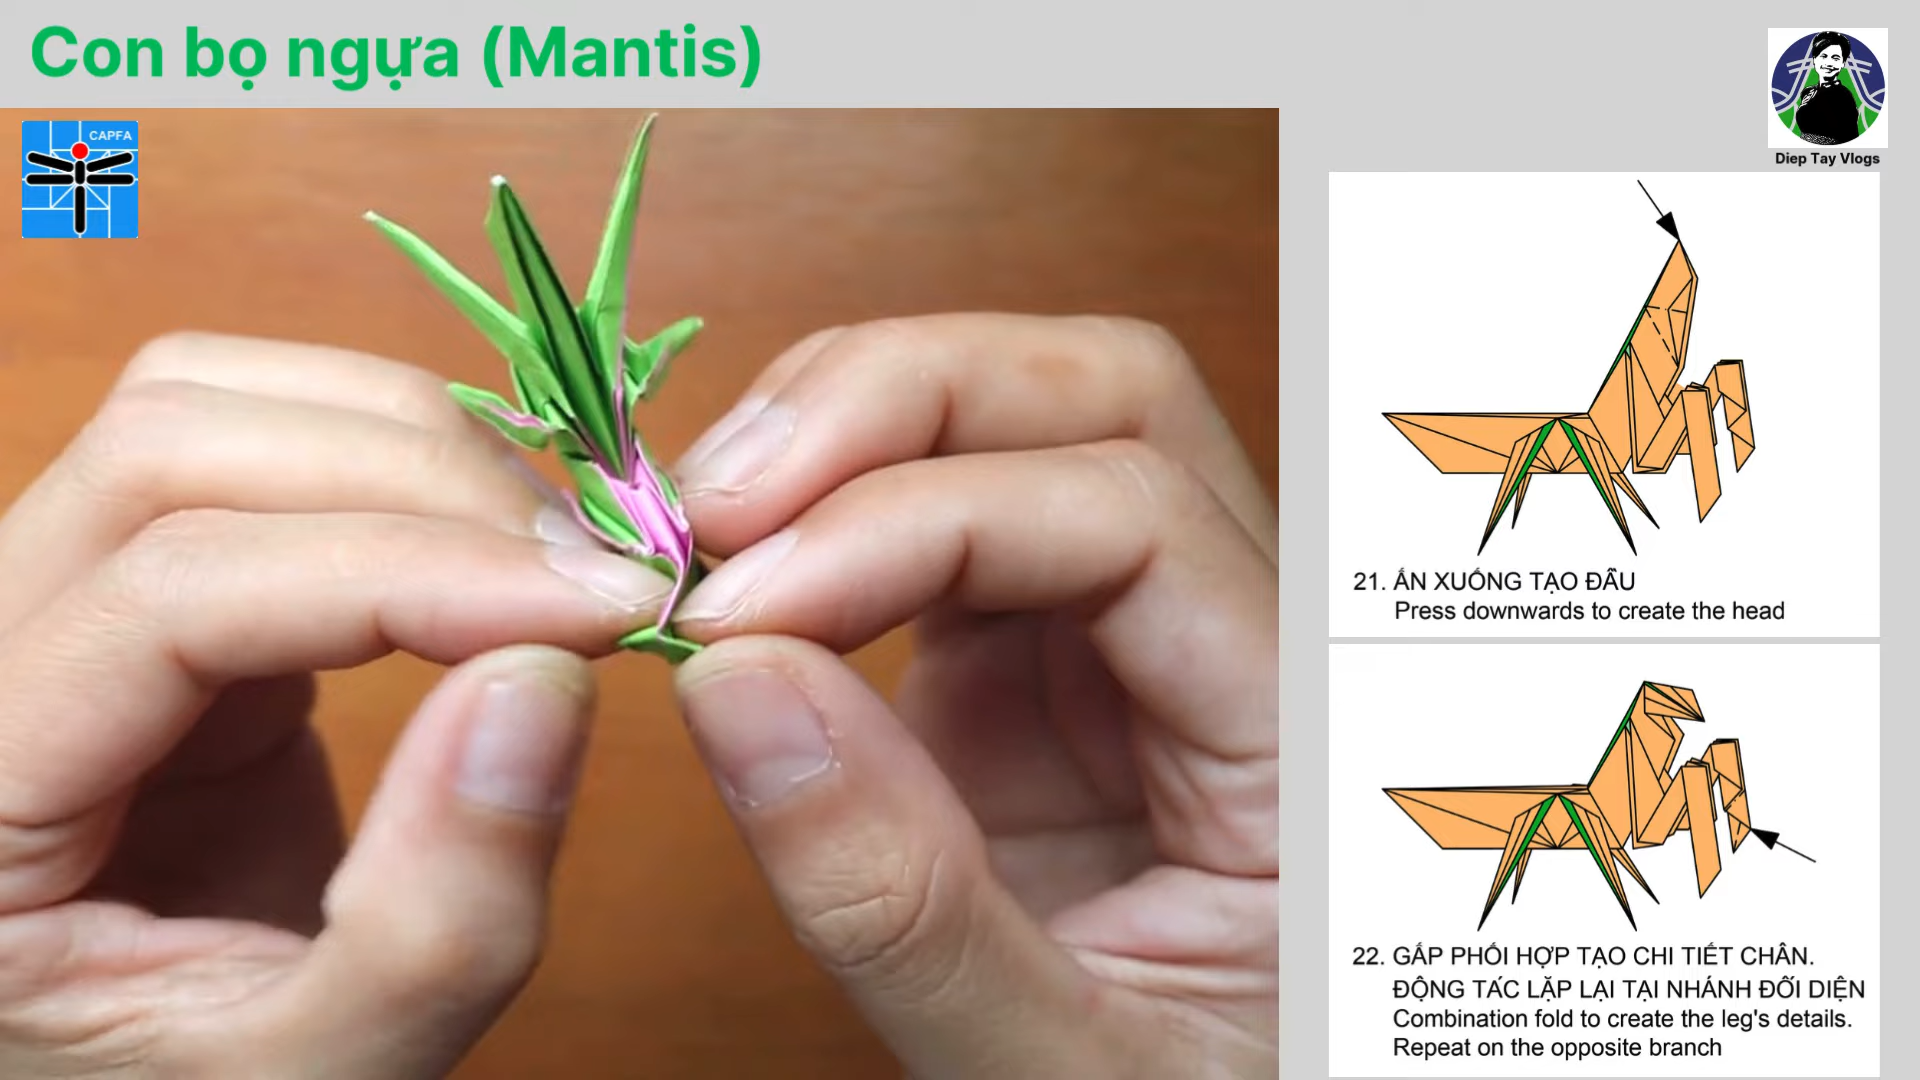 Con bọ ngựa (Mantis)
CAPFA
Diep Tay Vlogs
21. ẤN XUỐNG TẠO ĐẦU
Press downwards to create the head
22. GẤP PHỐI HỢP TẠO CHI TIẾT CHÂN.
ĐỘNG TÁC LẶP LẠI TẠI NHÁNH ĐỐI DIỆN
Combination fold to create the leg's details.
Repeat on the opposite branch